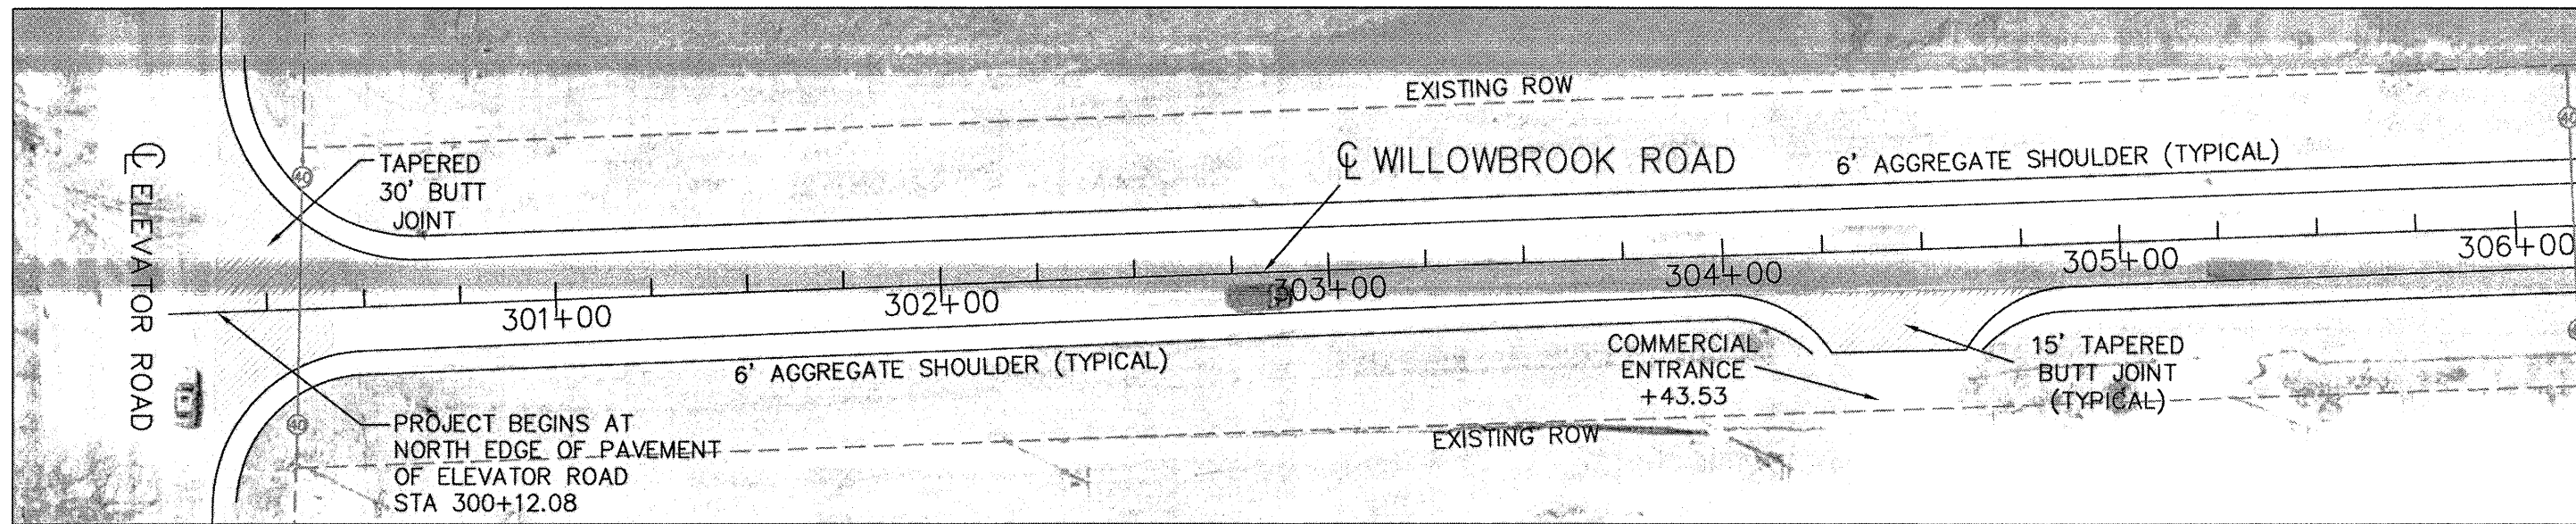 EXISTING ROW
℄ WILLOWBROOK ROAD
6' AGGREGATE SHOULDER (TYPICAL)
TAPERED
30' BUTT
JOINT
℄ ELEVATOR ROAD
40
40
40
301+00
302+00
303+00
304+00
305+00
306+00
6' AGGREGATE SHOULDER (TYPICAL)
COMMERCIAL
ENTRANCE
+43.53
15' TAPERED
BUTT JOINT
(TYPICAL)
PROJECT BEGINS AT
NORTH EDGE OF PAVEMENT
OF ELEVATOR ROAD
STA 300+12.08
EXISTING ROW